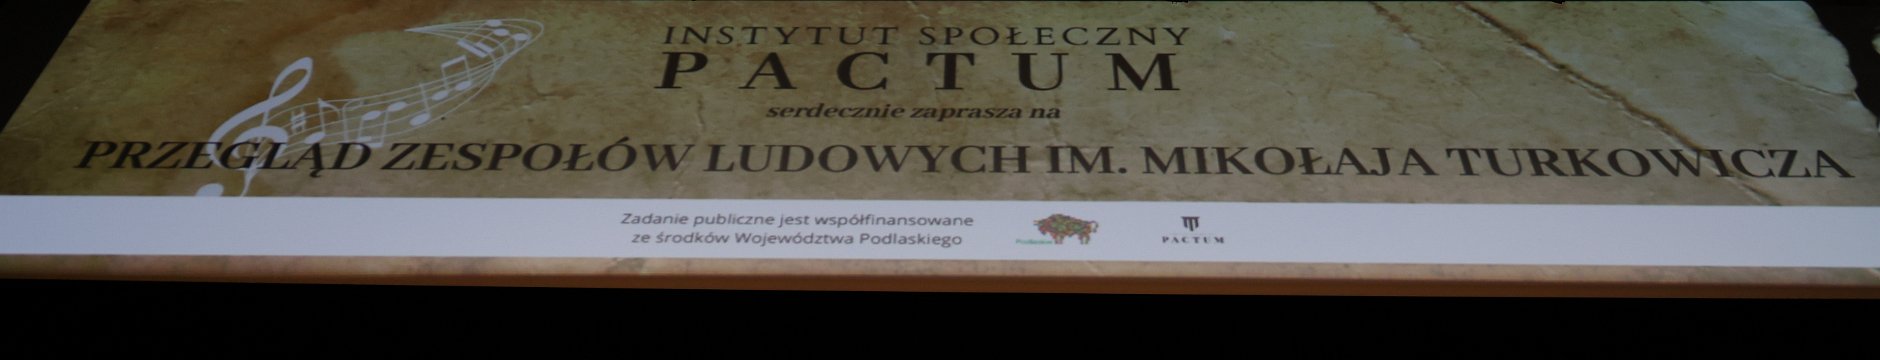 INSTYTUT SPOŁECZNY
PACTUM
serdecznie zaprasza na
PRZEGLĄD ZESPOŁÓW LUDOWYCH IM. MIKOŁAJA TURKOWICZA
Zadanie publiczne jest współfinansowane
ze środków Województwa Podlaskiego
Podlaskie
PACTUM